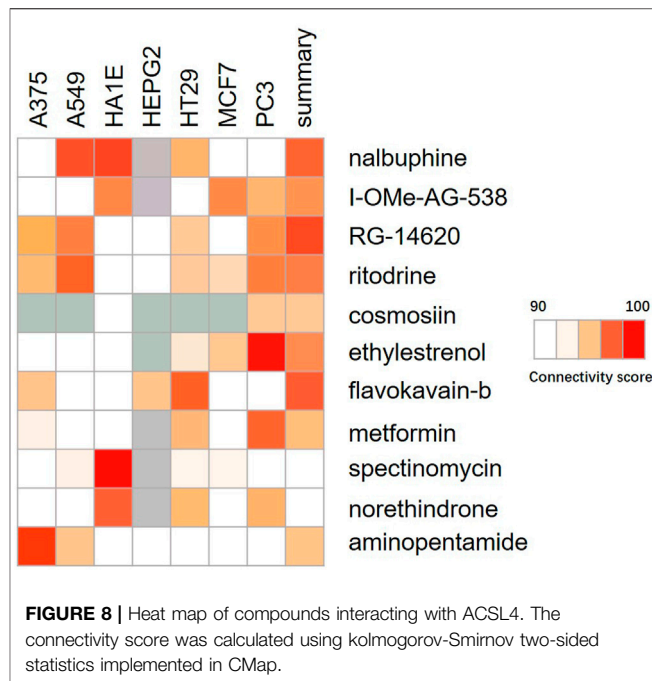 A375
A549
HA1E
HEPG2
HT29
MCF7
PC3
summary
nalbuphine
I-OMe-AG-538
RG-14620
ritodrine
cosmosiin
ethylestrenol
flavokavain-b
metformin
spectinomycin
norethindrone
aminopentamide
90 100
Connectivity score
FIGURE 8 | Heat map of compounds interacting with ACSL4. The
connectivity score was calculated using kolmogorov-Smirnov two-sided
statistics implemented in CMap.